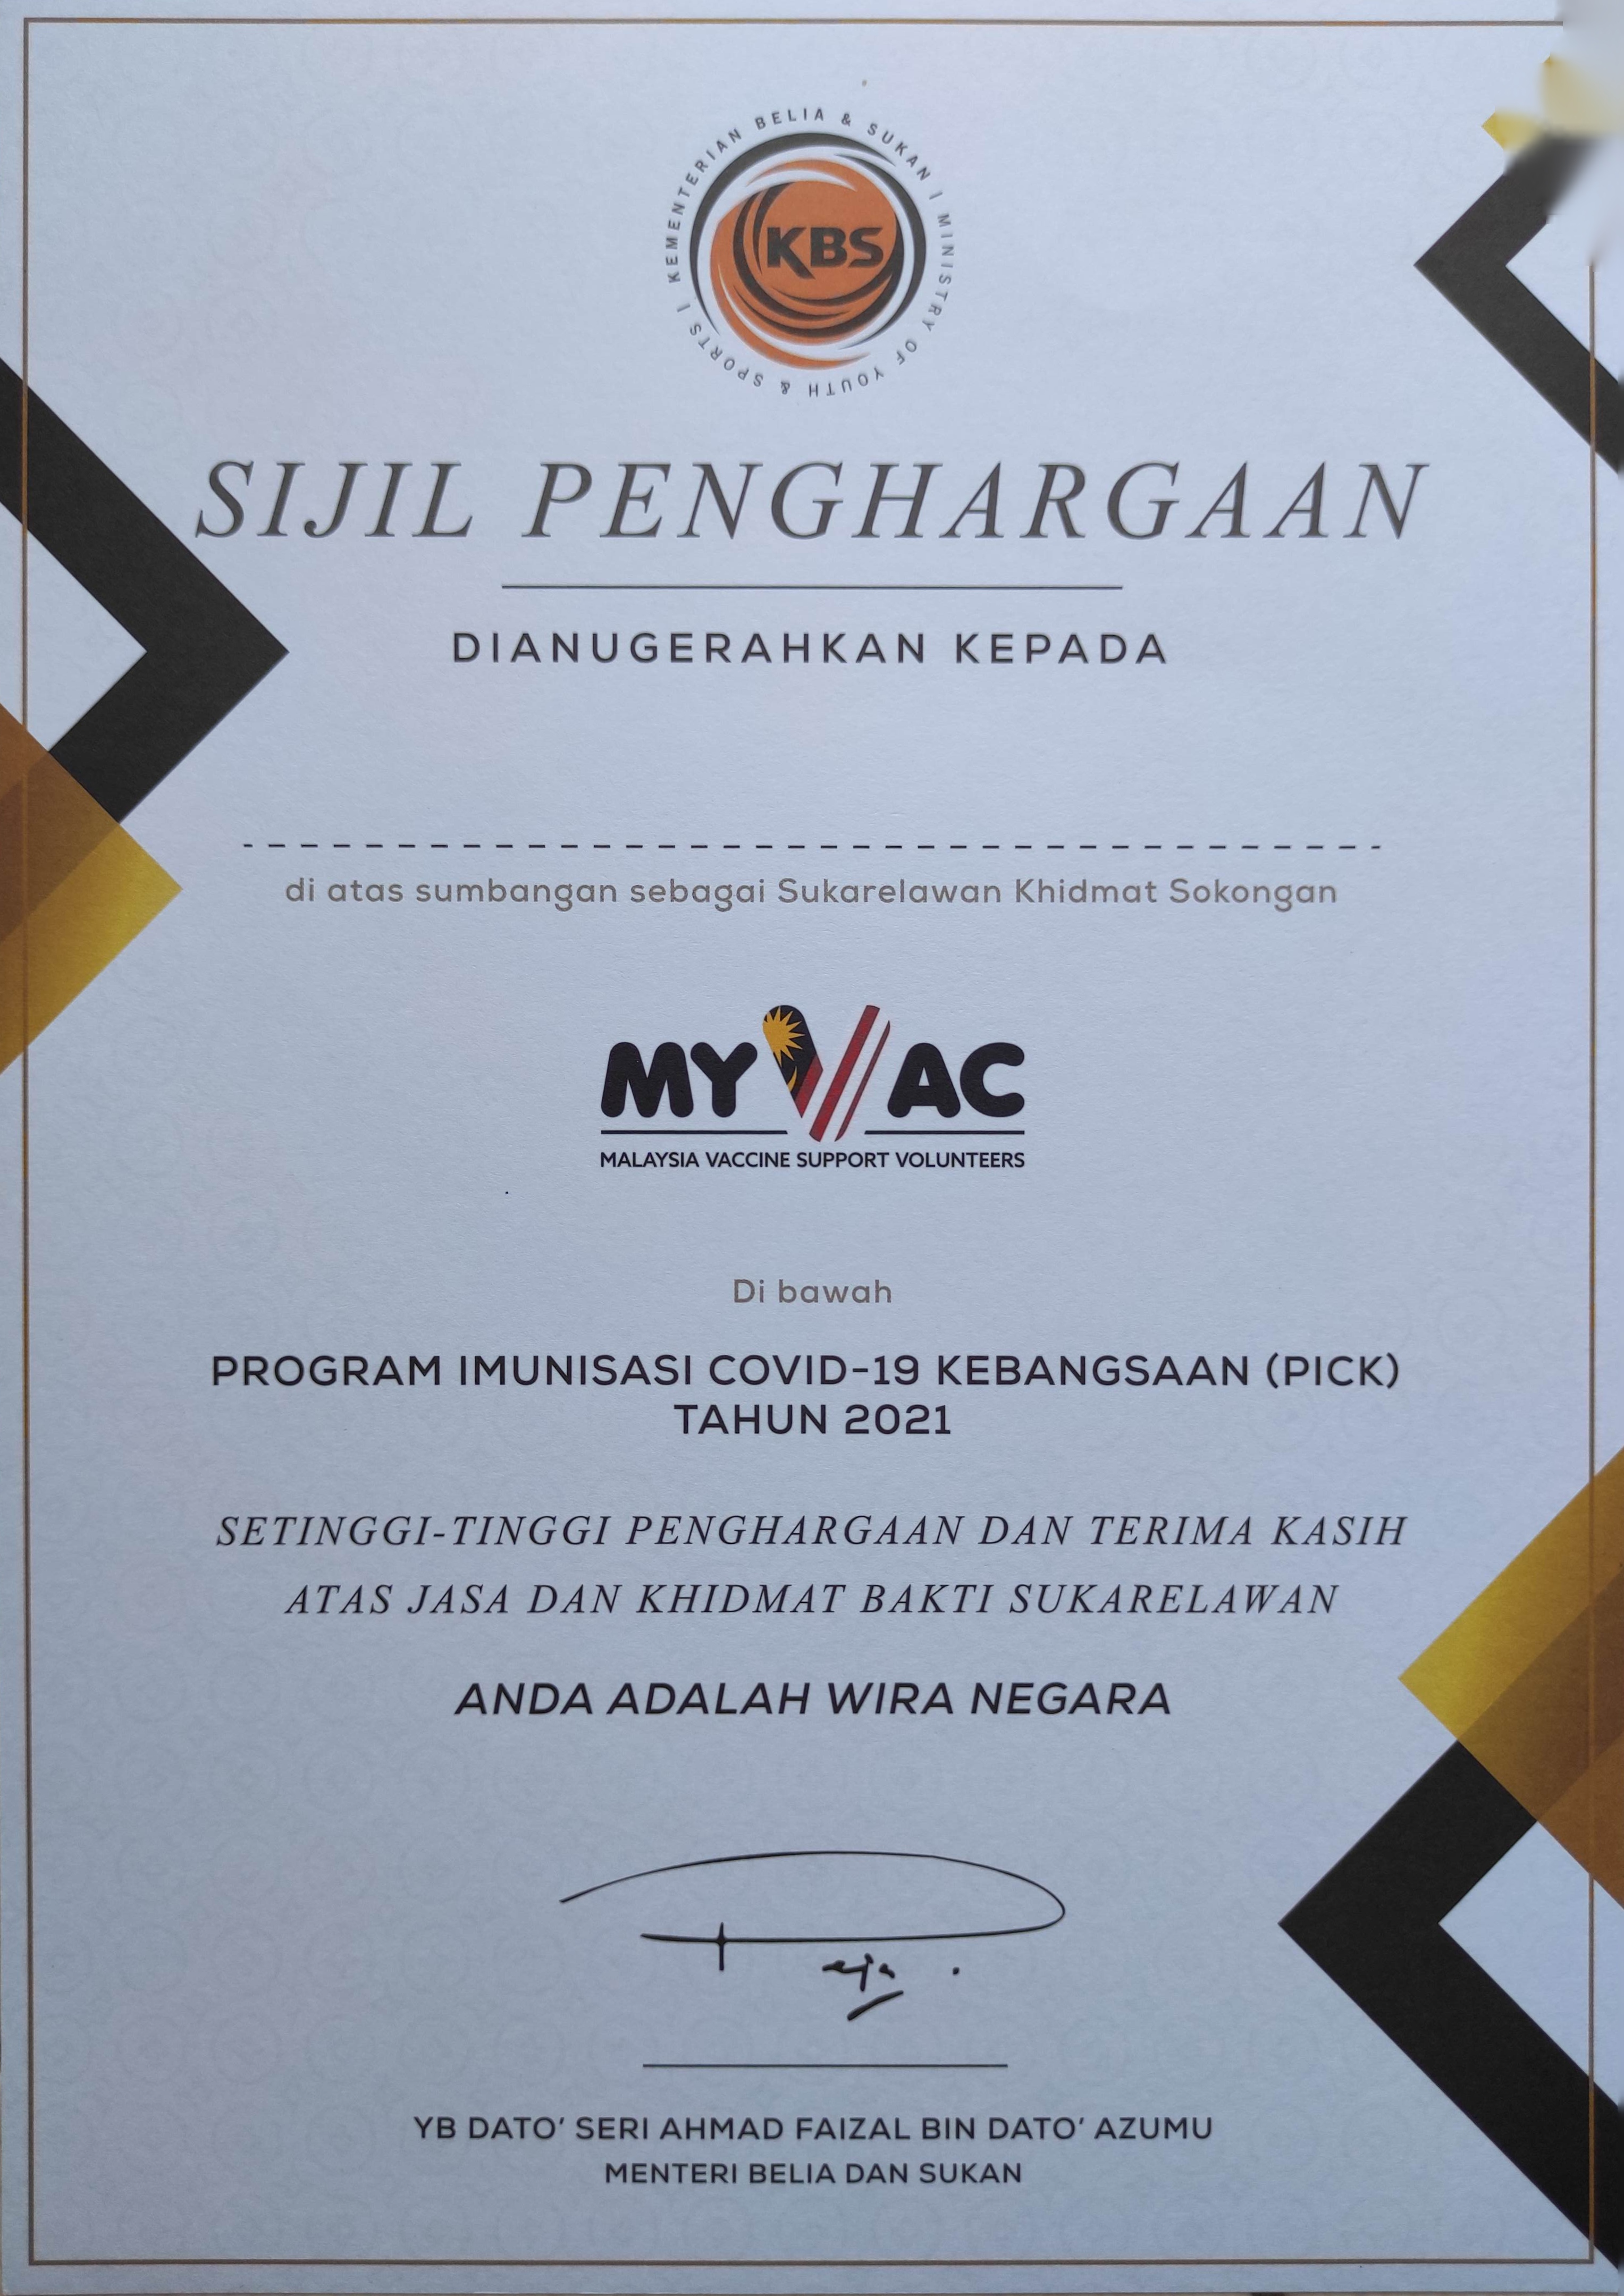 KEMENTERIAN BELIA & SUKAN | MINISTRY OF YOUTH & SPORTS |
KBS
SIJIL PENGHARGAAN
DIANUGERAHKAN KEPADA
di atas sumbangan sebagai Sukarelawan Khidmat Sokongan
MYVAC
MALAYSIA VACCINE SUPPORT VOLUNTEERS
Di bawah
PROGRAM IMUNISASI COVID-19 KEBANGSAAN (PICK)
TAHUN 2021
SETINGGI-TINGGI PENGHARGAAN DAN TERIMA KASIH
ATAS JASA DAN KHIDMAT BAKTI SUKARELAWAN
ANDA ADALAH WIRA NEGARA
YB DATO' SERI AHMAD FAIZAL BIN DATO' AZUMU
MENTERI BELIA DAN SUKAN